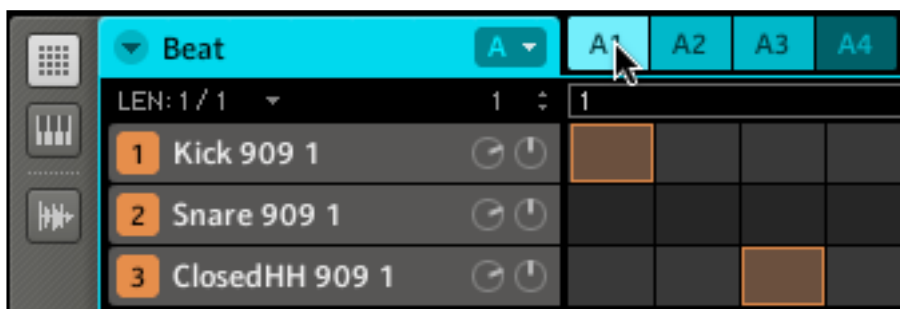 Beat A A1 A2 A3 A4
LEN: 1 / 1 1 1
1 Kick 909 1
2 Snare 909 1
3 ClosedHH 909 1